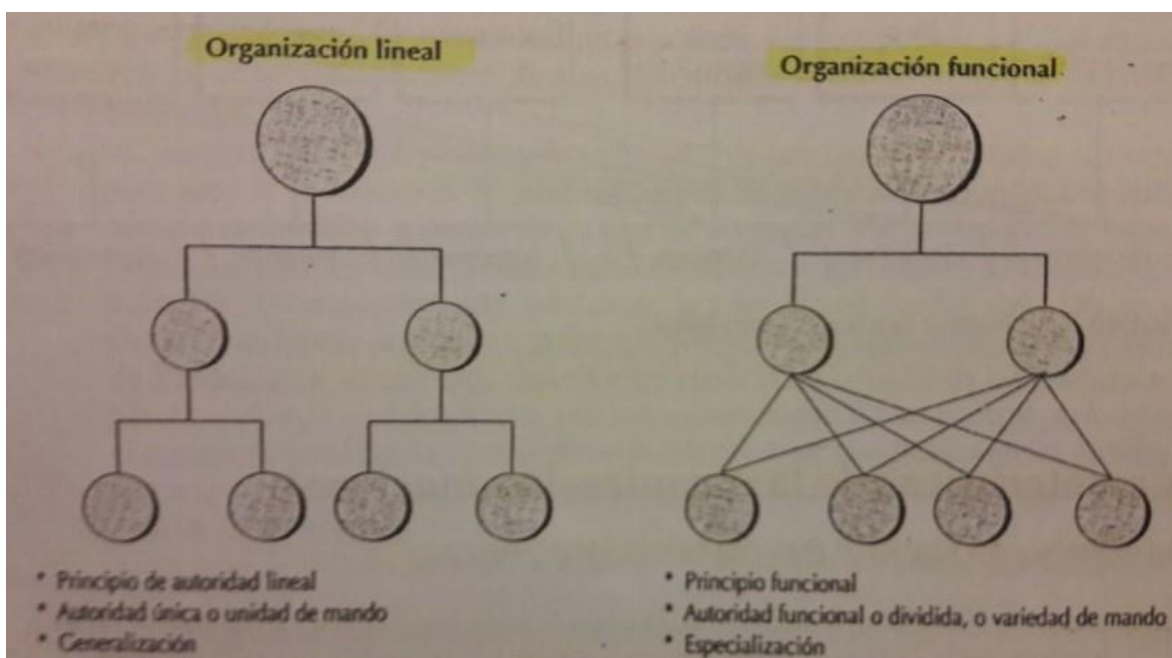 Organización lineal
* Principio de autoridad lineal
* Autoridad única o unidad de mando
* Generalización
Organización funcional
* Principio funcional
* Autoridad funcional o dividida, o variedad de mando
* Especialización